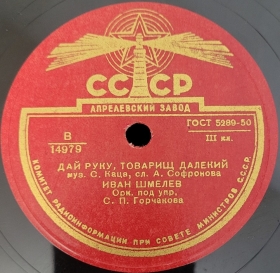 СССР
АПРЕЛЕВСКИЙ ЗАВОД
ГОСТ 5289-50
В
14979
III кл.
ДАЙ РУКУ, ТОВАРИЩ ДАЛЕКИЙ
муз. С. Каца, сл. А. Софронова
ИВАН ШМЕЛЕВ
Орк. под упр.
С. П. Горчакова
КОМИТЕТ РАДИОИНФОРМАЦИИ ПРИ СОВЕТЕ МИНИСТРОВ СССР